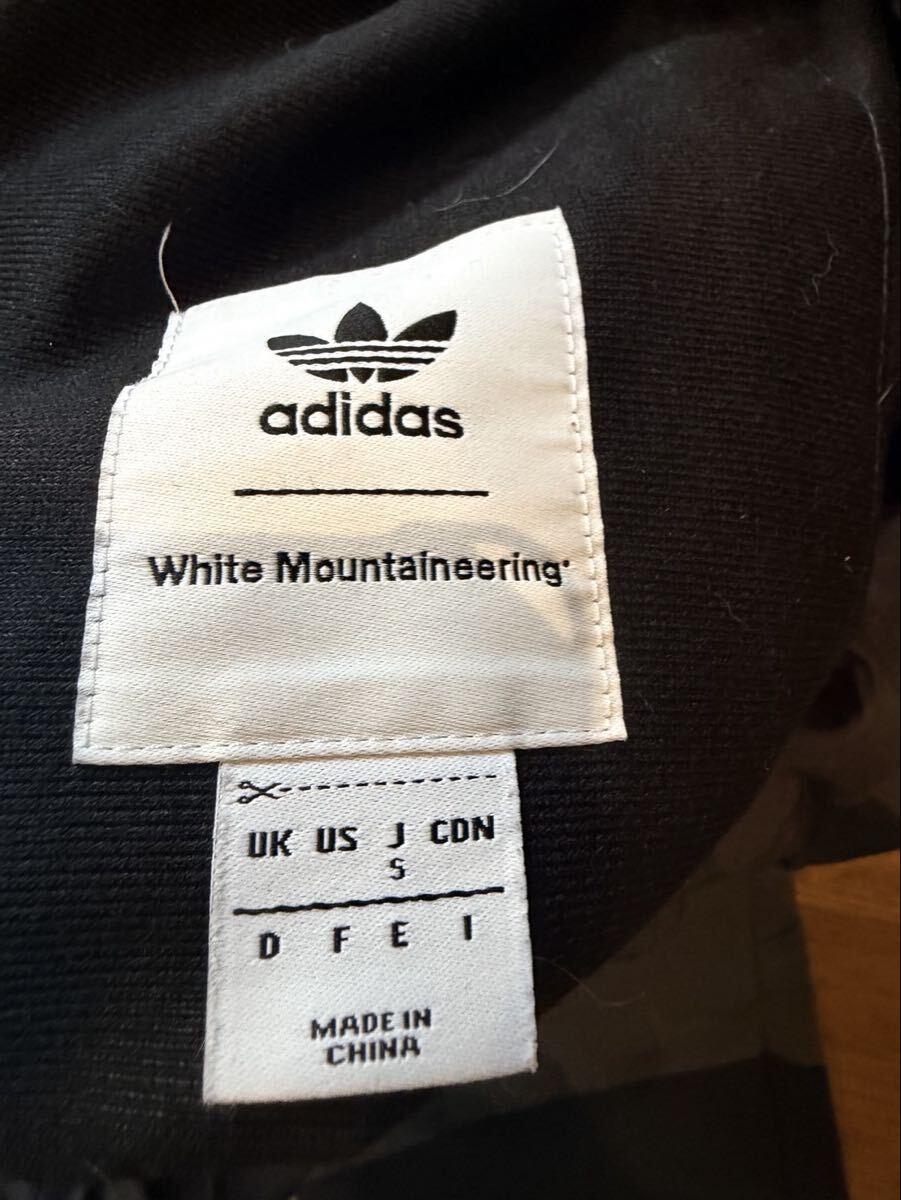 adidas
White Mountaineering
UK US J CDN
S
D F E I
MADE IN
CHINA